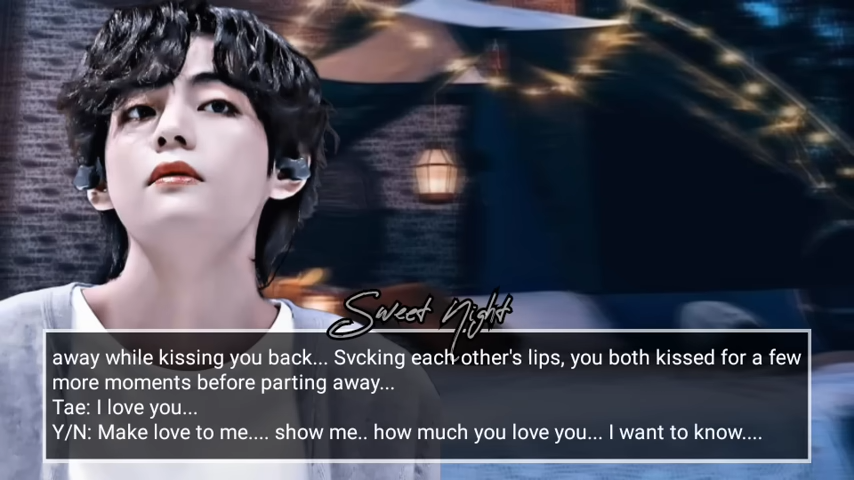 Sweet Night
away while kissing you back... Svcking each other's lips, you both kissed for a few
more moments before parting away...
Tae: I love you...
Y/N: Make love to me.... show me.. how much you love you... I want to know....